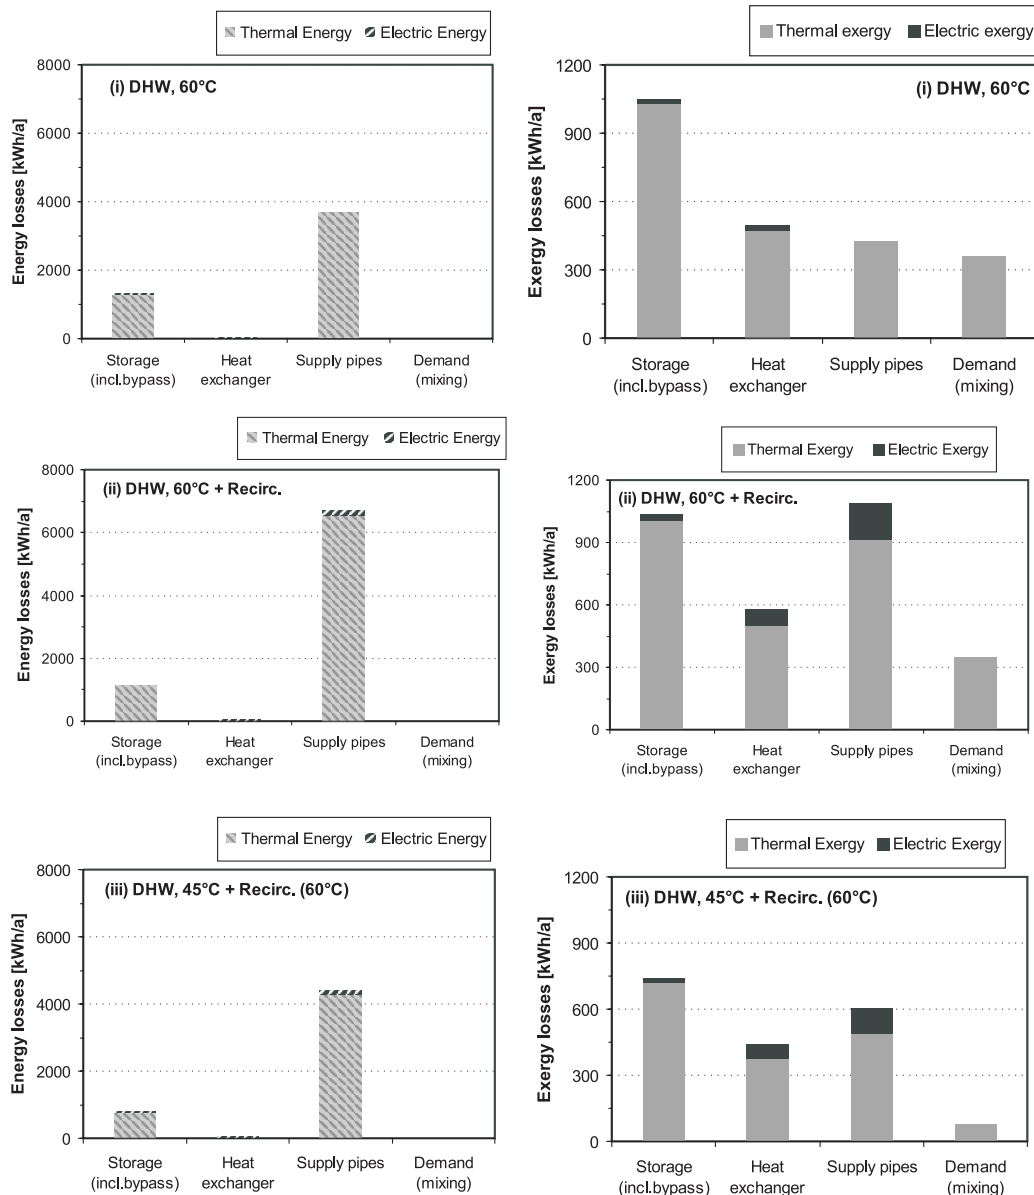 Thermal Energy Electric Energy
8000
6000
4000
2000
0
Energy losses [kWh/a]
(i) DHW, 60°C
Storage Heat Supply pipes Demand
(incl.bypass) exchanger (mixing)
Thermal exergy Electric exergy
1200
900
600
300
0
Exergy losses [kWh/a]
(i) DHW, 60°C
Storage Heat Supply pipes Demand
(incl.bypass) exchanger (mixing)
Thermal Energy Electric Energy
8000
6000
4000
2000
0
Energy losses [kWh/a]
(ii) DHW, 60°C + Recirc.
Storage Heat Supply pipes Demand
(incl.bypass) exchanger (mixing)
Thermal Exergy Electric Exergy
1200
900
600
300
0
Exergy losses [kWh/a]
(ii) DHW, 60°C + Recirc.
Storage Heat Supply pipes Demand
(incl.bypass) exchanger (mixing)
Thermal Energy Electric Energy
8000
6000
4000
2000
0
Energy losses [kWh/a]
(iii) DHW, 45°C + Recirc. (60°C)
Storage Heat Supply pipes Demand
(incl.bypass) exchanger (mixing)
Thermal Exergy Electric Exergy
1200
900
600
300
0
Exergy losses [kWh/a]
(iii) DHW, 45°C + Recirc. (60°C)
Storage Heat Supply pipes Demand
(incl.bypass) exchanger (mixing)